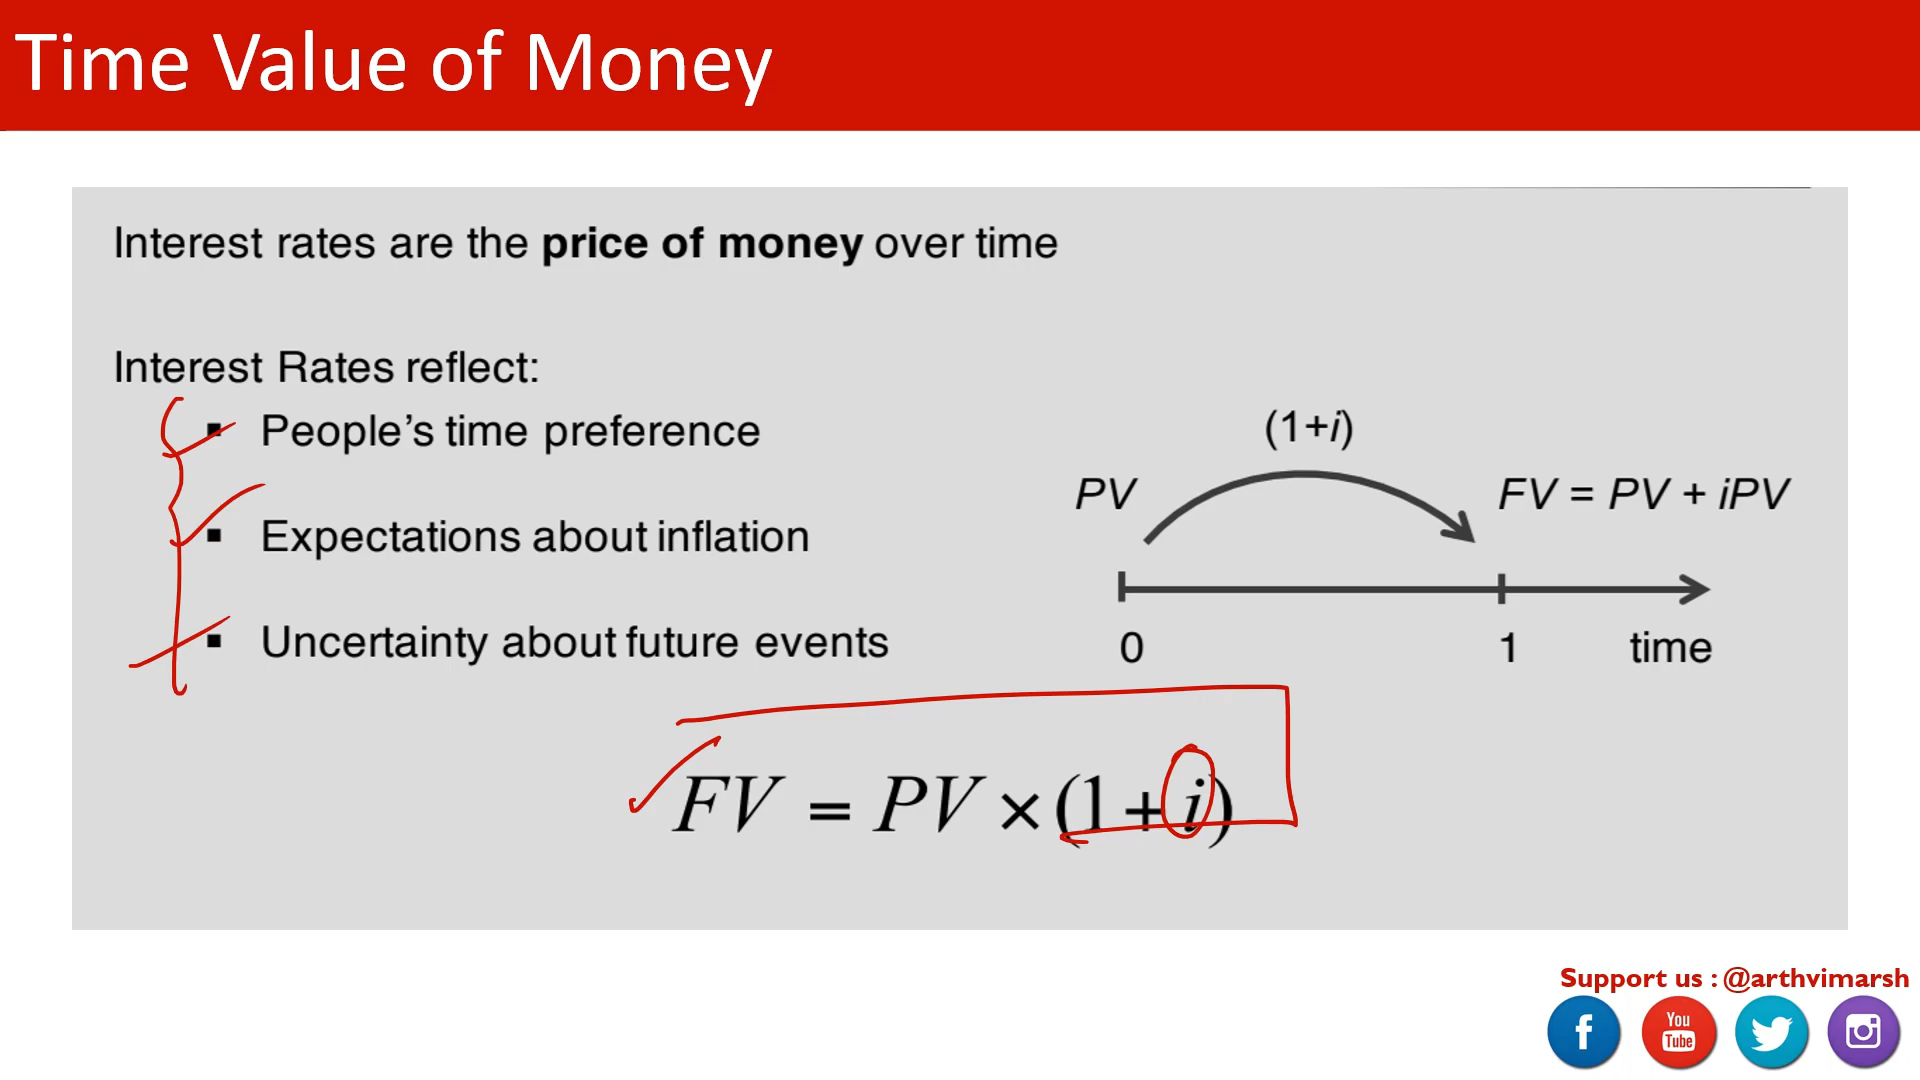 Time Value of Money
Interest rates are the price of money over time
Interest Rates reflect:
▪ People’s time preference
▪ Expectations about inflation
▪ Uncertainty about future events
(1+i)
PV
FV = PV + iPV
0
1
time
FV = PV × (1 + i)
Support us : @arthvimarsh
f
You
Tube